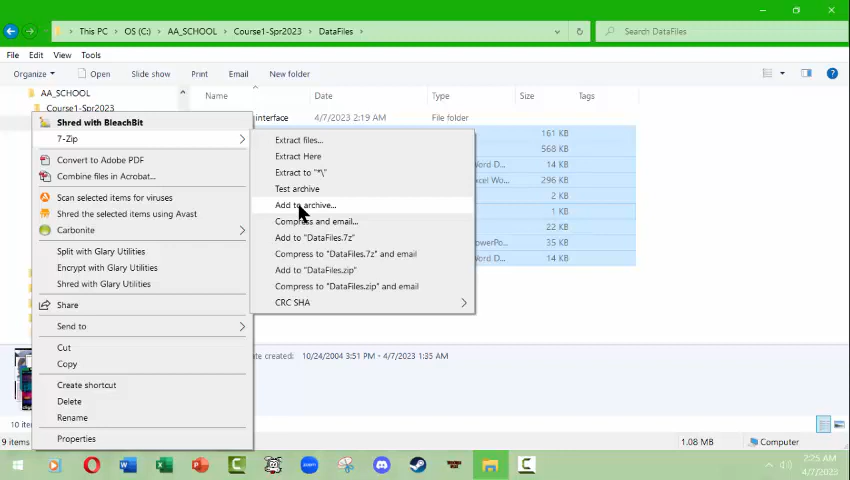 This PC > OS (C:) > AA_SCHOOL > Course1-Spr2023 > DataFiles >
Search DataFiles
File Edit View Tools
Organize Open Slide show Print Email New folder
Name Date Type Size Tags
AA_SCHOOL
Course1-Spr2023
interface 4/7/2023 2:19 AM File folder
Shred with BleachBit
7-Zip
Convert to Adobe PDF
Combine files in Acrobat...
Scan selected items for viruses
Shred the selected items using Avast
Carbonite
Split with Glary Utilities
Encrypt with Glary Utilities
Shred with Glary Utilities
Share
Send to
Cut
Copy
Create shortcut
Delete
Rename
Properties
Extract files...
Extract Here
Extract to "*\"
Test archive
Add to archive...
Compress and email...
Add to "DataFiles.7z"
Compress to "DataFiles.7z" and email
Add to "DataFiles.zip"
Compress to "DataFiles.zip" and email
CRC SHA
161 KB
568 KB
Word D... 14 KB
Excel Wo... 296 KB
2 KB
1 KB
22 KB
PowerPo... 35 KB
Word D... 14 KB
created: 10/24/2004 3:51 PM - 4/7/2023 1:35 AM
9 items 1.08 MB Computer
2:25 AM
4/7/2023